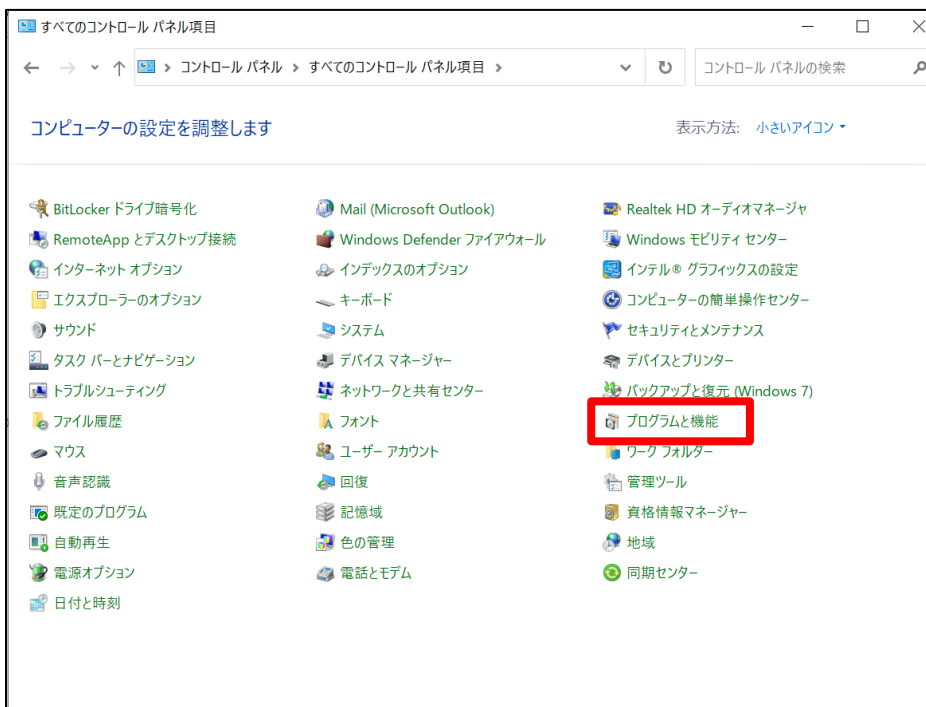 すべてのコントロール パネル項目
コントロール パネル > すべてのコントロール パネル項目 >
コントロール パネルの検索
コンピューターの設定を調整します
表示方法: 小さいアイコン
BitLocker ドライブ暗号化
Mail (Microsoft Outlook)
Realtek HD オーディオマネージャ
RemoteApp とデスクトップ接続
Windows Defender ファイアウォール
Windows モビリティ センター
インターネット オプション
インデックスのオプション
インテル® グラフィックスの設定
エクスプローラーのオプション
キーボード
コンピューターの簡単操作センター
サウンド
システム
セキュリティとメンテナンス
タスク バーとナビゲーション
デバイス マネージャー
デバイスとプリンター
トラブルシューティング
ネットワークと共有センター
バックアップと復元 (Windows 7)
ファイル履歴
フォント
プログラムと機能
マウス
ユーザー アカウント
ワーク フォルダー
音声認識
回復
管理ツール
既定のプログラム
記憶域
資格情報マネージャー
自動再生
色の管理
地域
電源オプション
電話とモデム
同期センター
日付と時刻